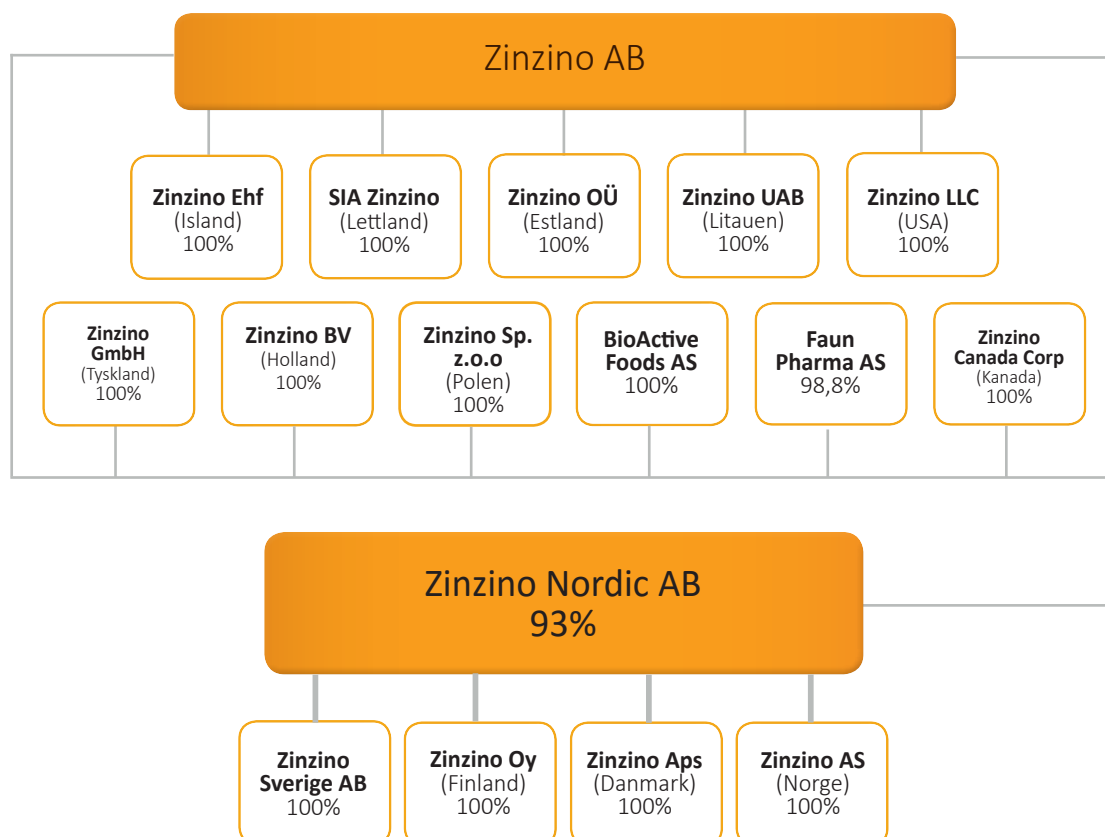 Zinzino AB
Zinzino Ehf
(Island)
100%
SIA Zinzino
(Lettland)
100%
Zinzino OÜ
(Estland)
100%
Zinzino UAB
(Litauen)
100%
Zinzino LLC
(USA)
100%
Zinzino
GmbH
(Tyskland)
100%
Zinzino BV
(Holland)
100%
Zinzino Sp.
z.o.o
(Polen)
100%
BioActive
Foods AS
100%
Faun
Pharma AS
98,8%
Zinzino
Canada Corp
(Kanada)
100%
Zinzino Nordic AB
93%
Zinzino
Sverige AB
100%
Zinzino Oy
(Finland)
100%
Zinzino Aps
(Danmark)
100%
Zinzino AS
(Norge)
100%